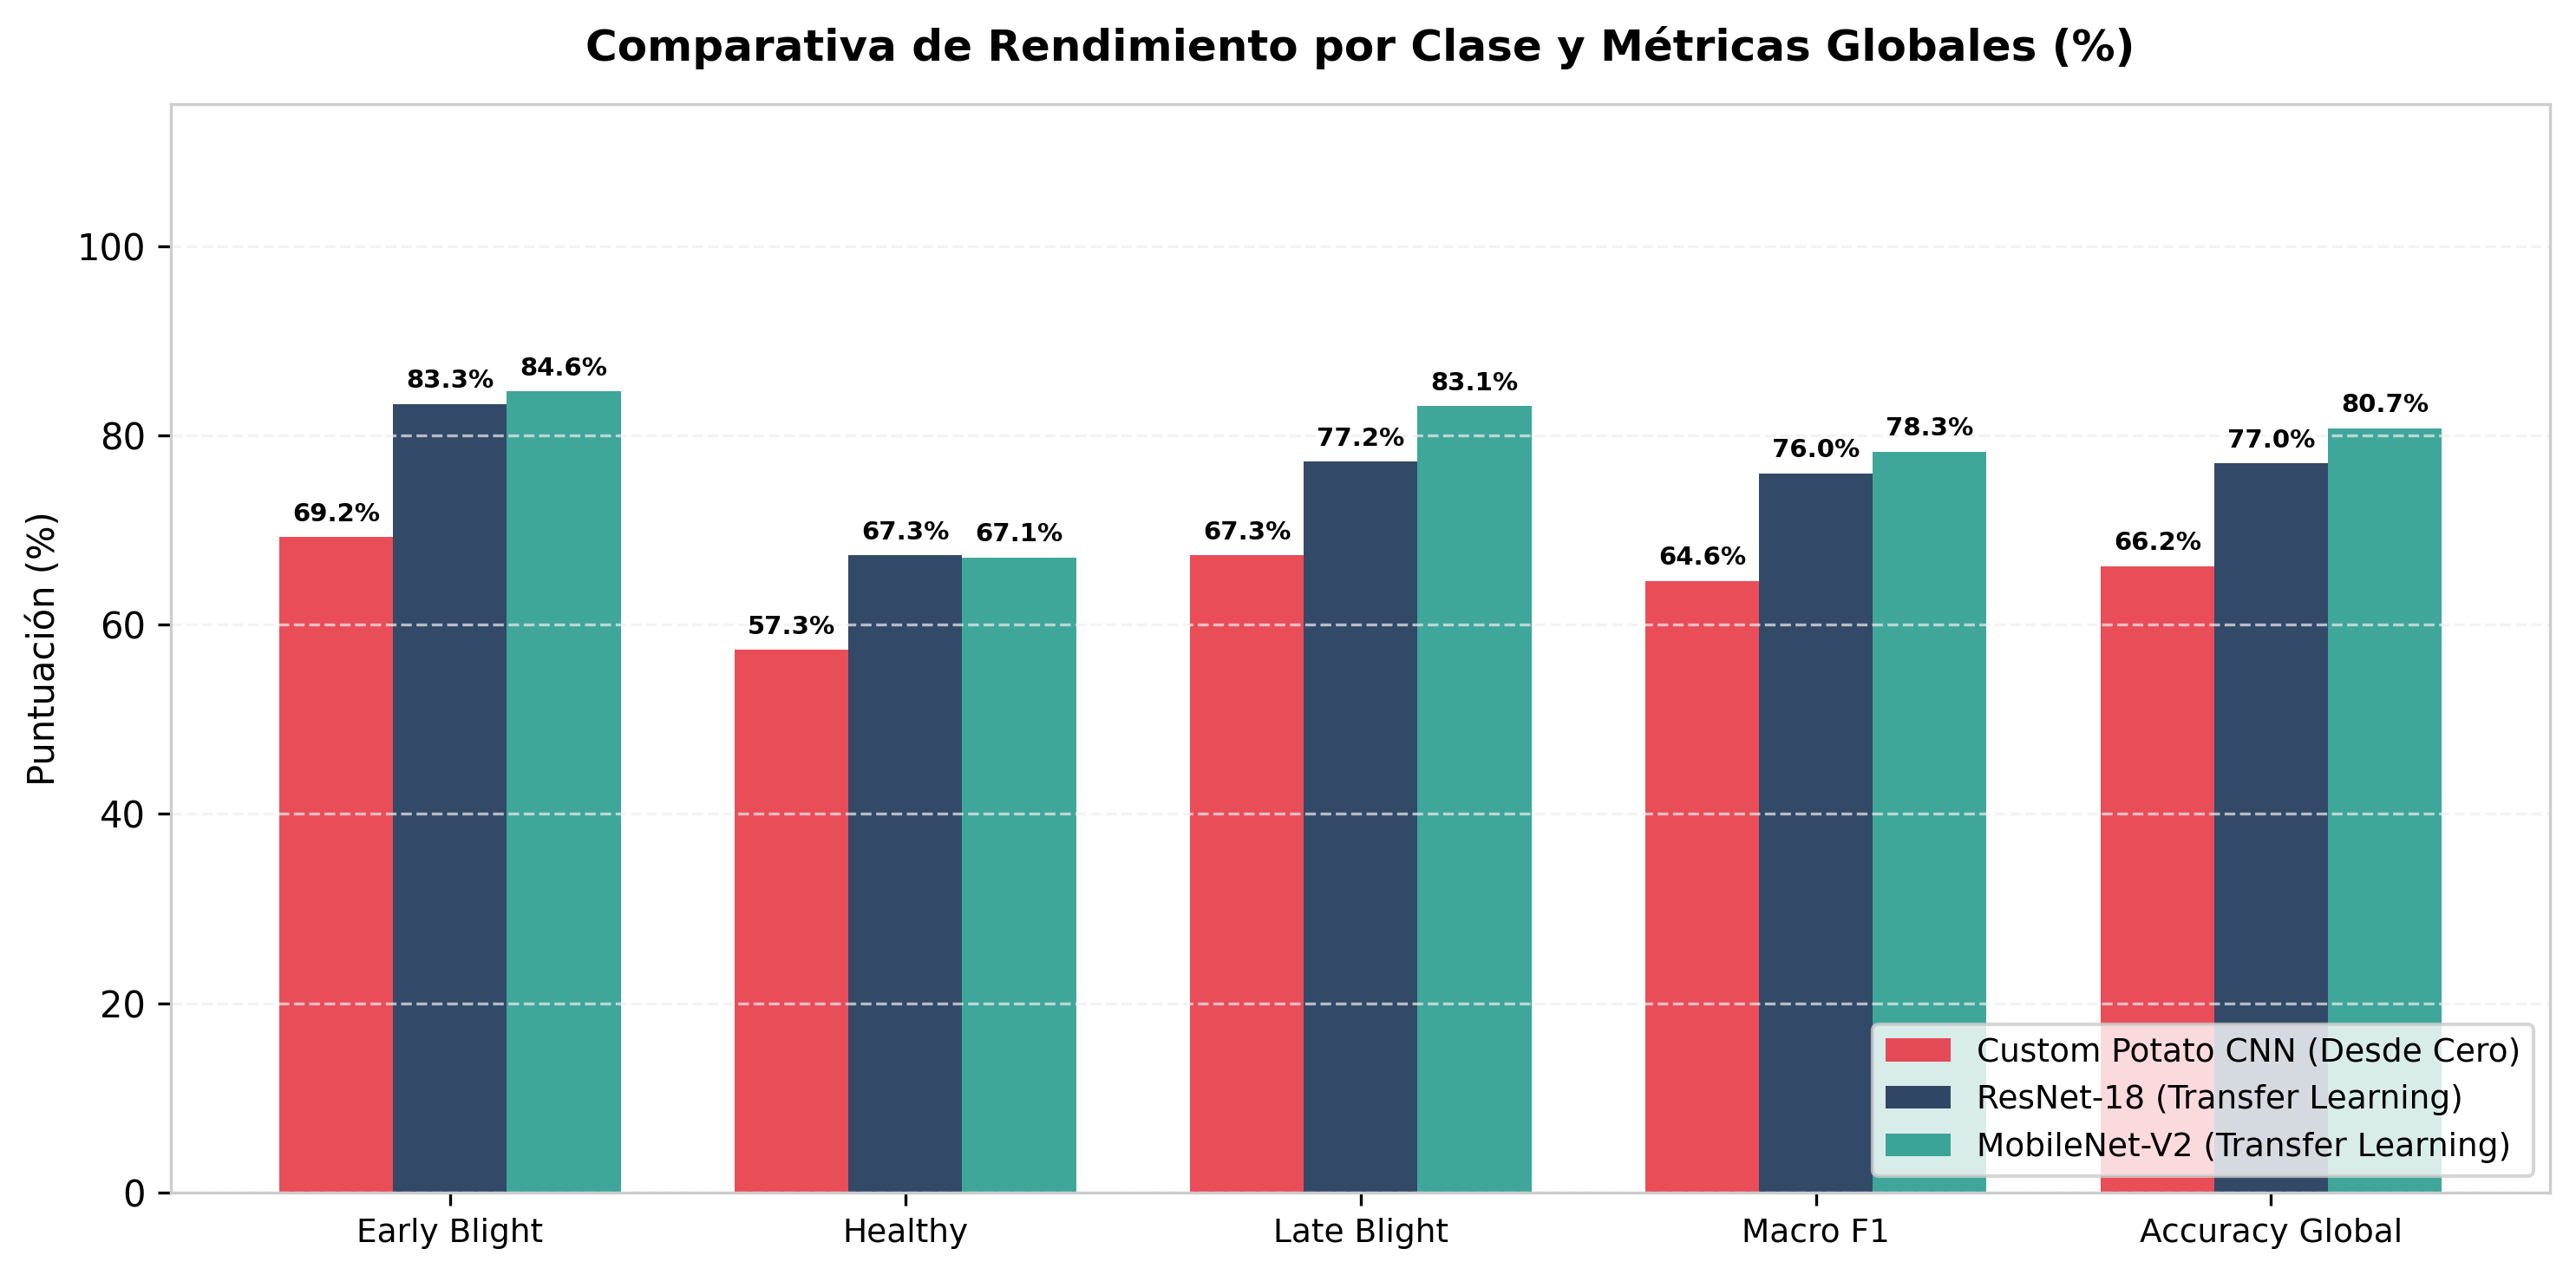 Comparativa de Rendimiento por Clase y Métricas Globales (%)
Puntuación (%)
100
80
60
40
20
0
69.2%
83.3%
84.6%
57.3%
67.3%
67.1%
67.3%
77.2%
83.1%
64.6%
76.0%
78.3%
66.2%
77.0%
80.7%
Custom Potato CNN (Desde Cero)
ResNet-18 (Transfer Learning)
MobileNet-V2 (Transfer Learning)
Early Blight
Healthy
Late Blight
Macro F1
Accuracy Global